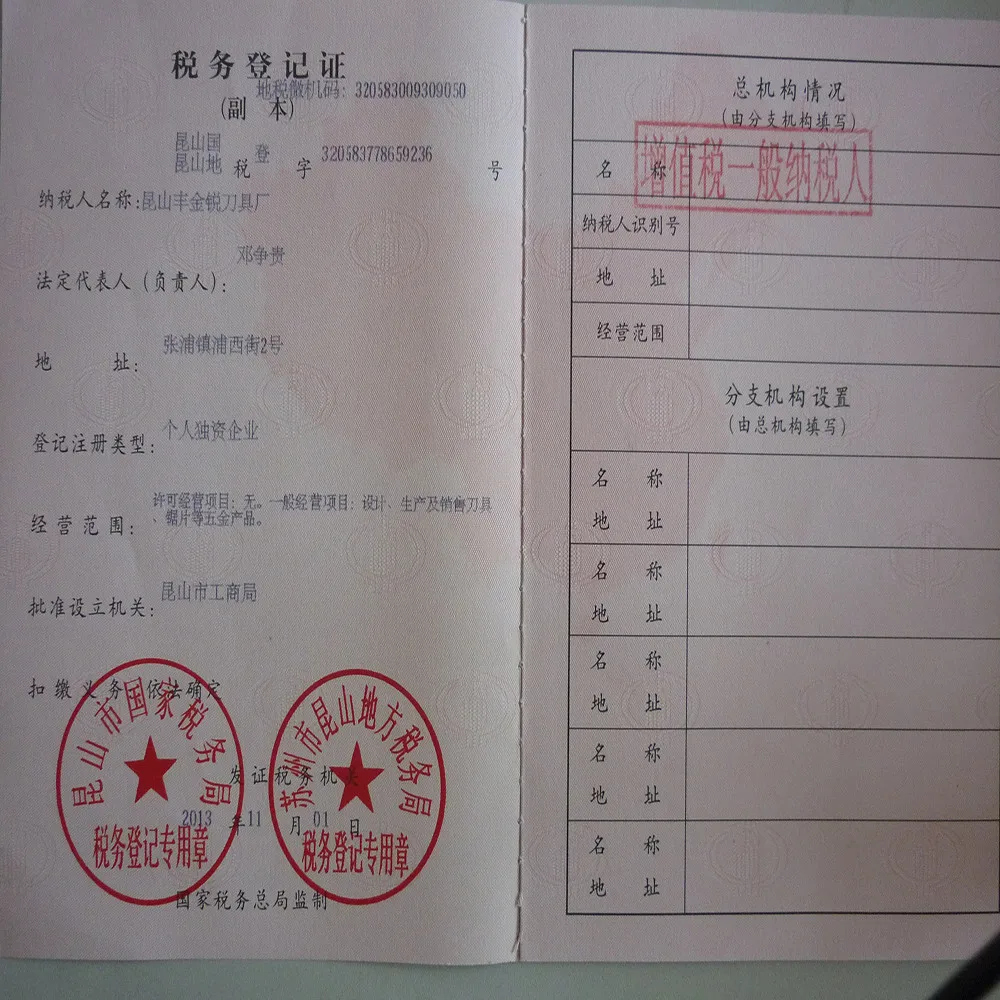 税务登记证
地税微机码：320583009309050
(副 本)
昆山国
昆山地 税 登 字 320583778659236 号
纳税人名称:昆山丰金锐刀具厂
邓争贵
法定代表人（负责人）:
地 址: 张浦镇浦西街2号
登记注册类型: 个人独资企业
经营范围: 许可经营项目：无。一般经营项目：设计、生产及销售刀具
、锯片等五金产品。
批准设立机关: 昆山市工商局
扣缴义务 依法确定
昆山市国家税务局
税务登记专用章
苏州市昆山地方税务局
税务登记专用章
发证税务机关
2013 年 11 月 01 日
国家税务总局监制
总机构情况
(由分支机构填写)
增值税一般纳税人
名 称
纳税人识别号
地 址
经营范围
分支机构设置
(由总机构填写)
名 称
地 址
名 称
地 址
名 称
地 址
名 称
地 址
名 称
地 址